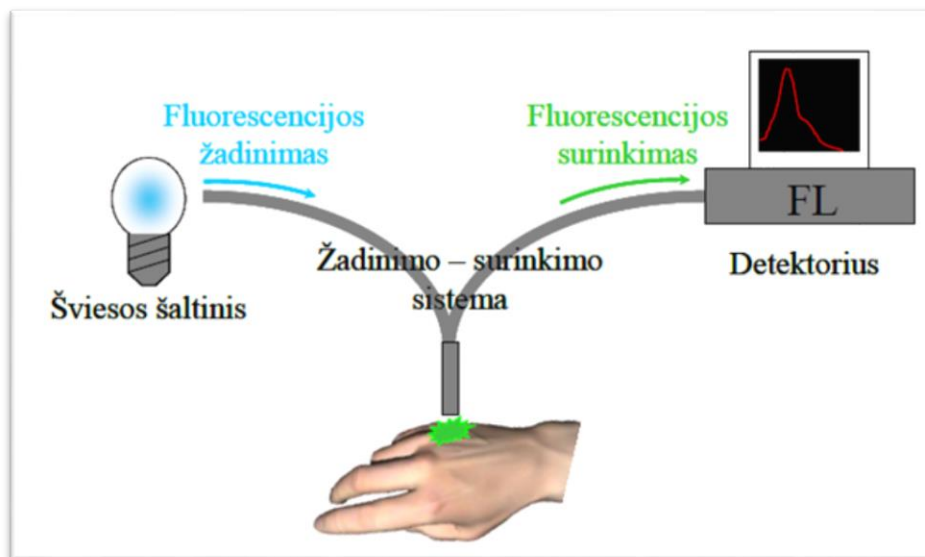 Fluorescencijos
žadinimas
Fluorescencijos
surinkimas
FL
Žadinimo – surinkimo
sistema
Detektorius
Šviesos šaltinis